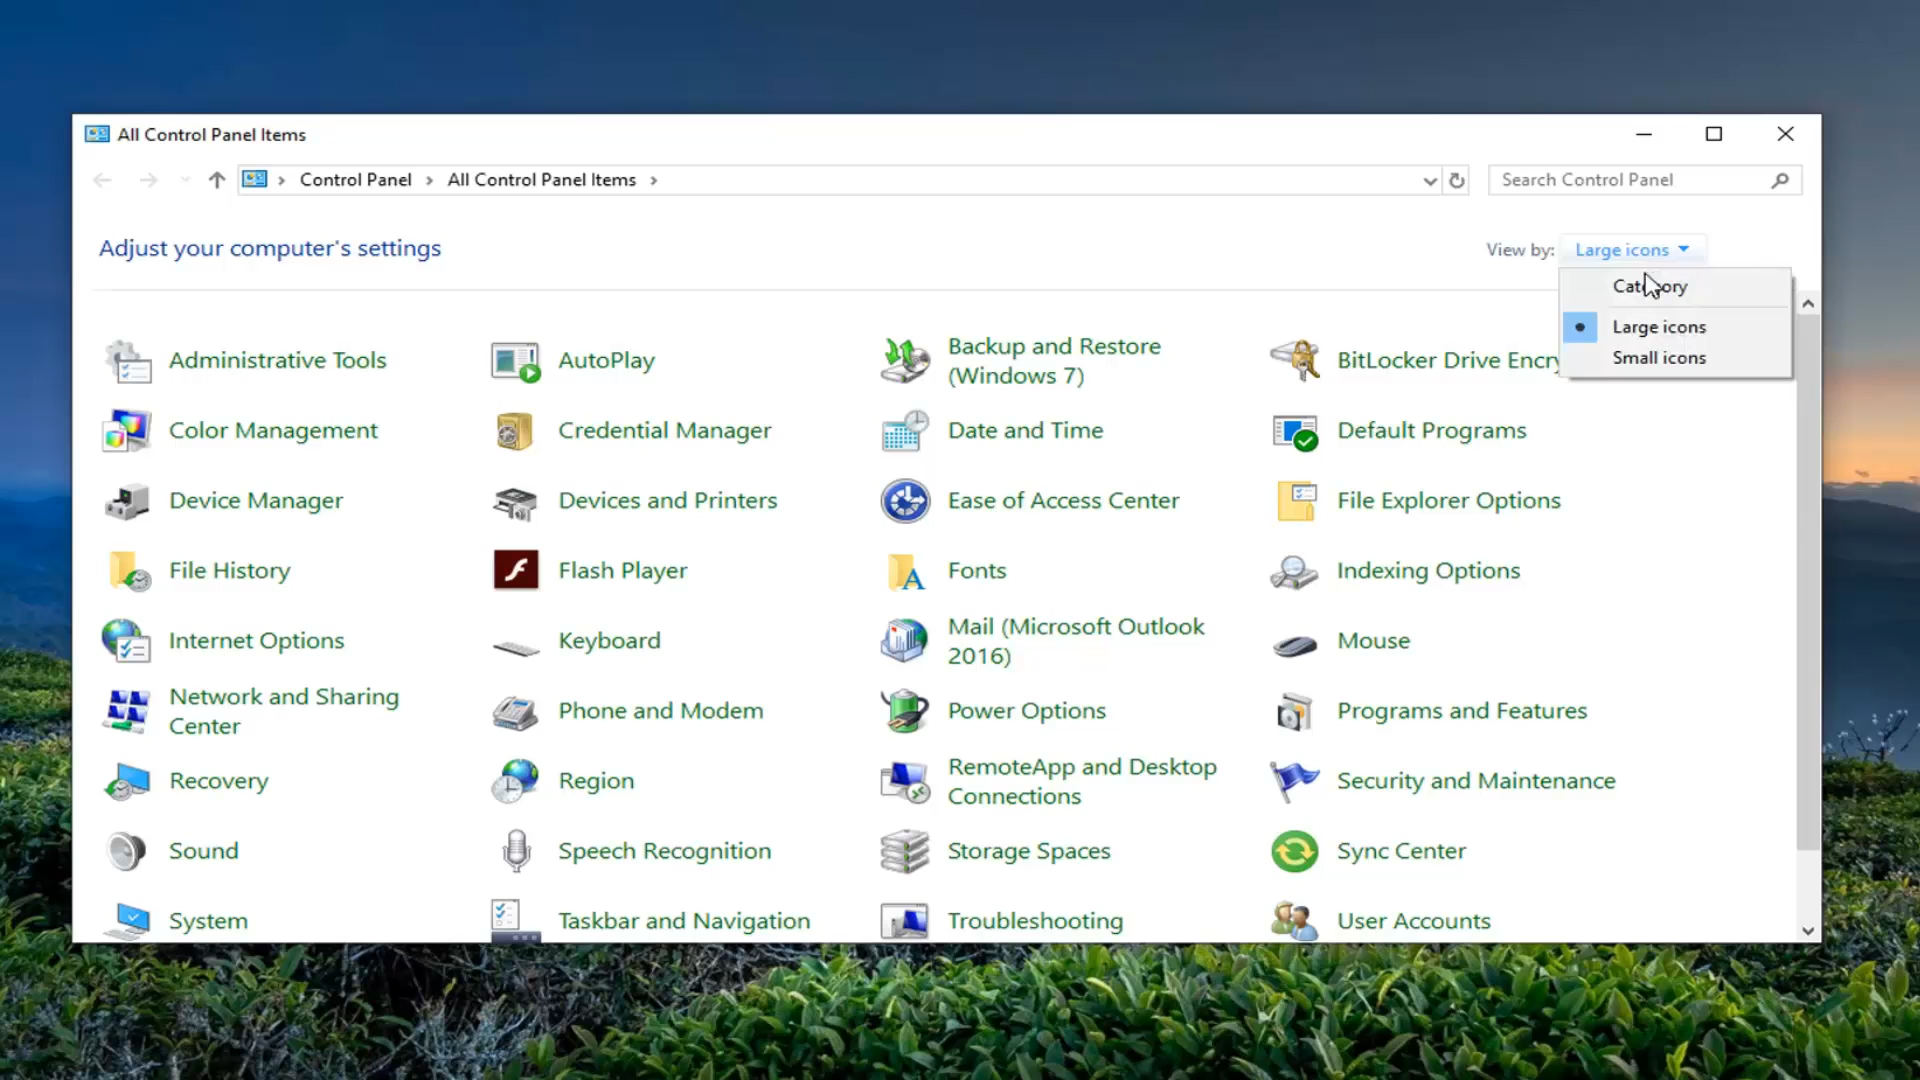 All Control Panel Items
Control Panel
All Control Panel Items
Search Control Panel
Adjust your computer's settings
View by:
Large icons
Category
Large icons
Small icons
Administrative Tools
AutoPlay
Backup and Restore
(Windows 7)
BitLocker Drive Ency
Color Management
Credential Manager
Date and Time
Default Programs
Device Manager
Devices and Printers
Ease of Access Center
File Explorer Options
File History
Flash Player
Fonts
Indexing Options
Internet Options
Keyboard
Mail (Microsoft Outlook
2016)
Mouse
Network and Sharing
Center
Phone and Modem
Power Options
Programs and Features
Recovery
Region
RemoteApp and Desktop
Connections
Security and Maintenance
Sound
Speech Recognition
Storage Spaces
Sync Center
System
Taskbar and Navigation
Troubleshooting
User Accounts